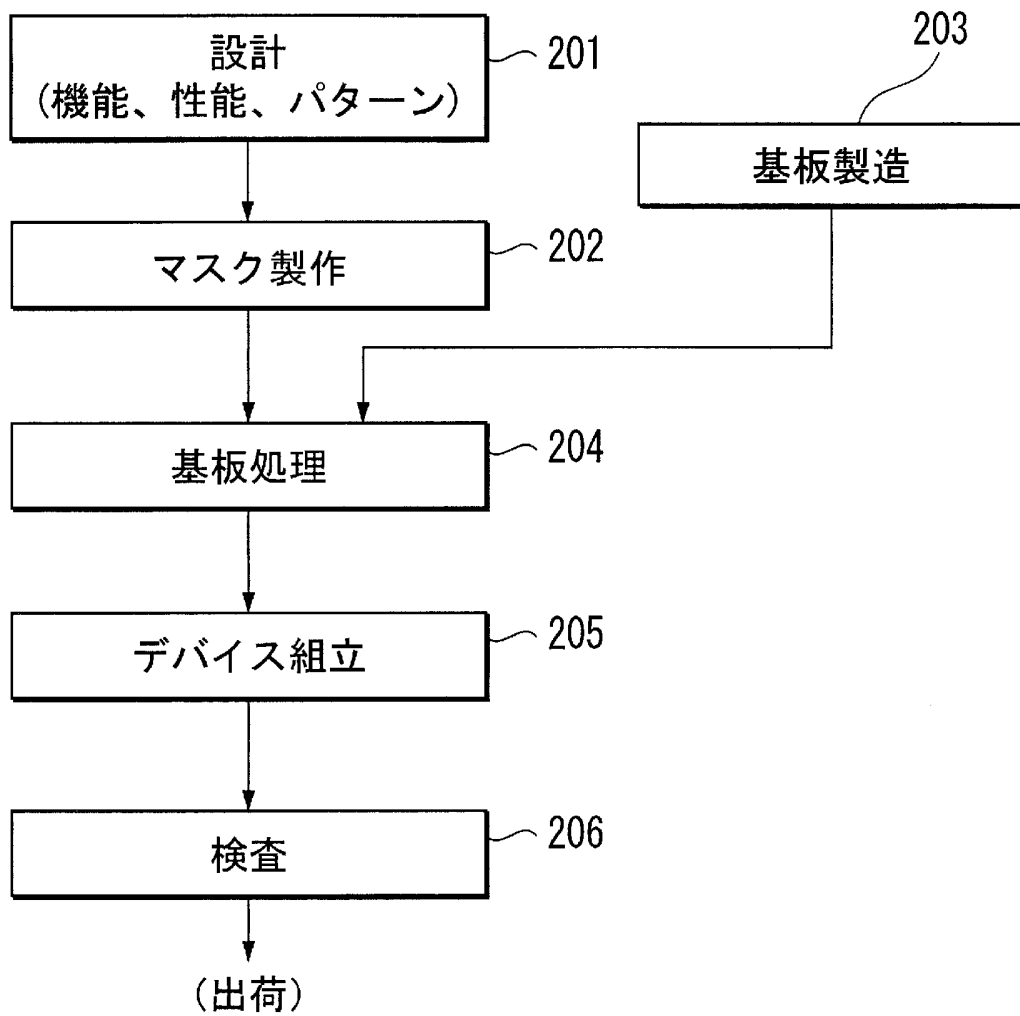 設計
(機能、性能、パターン)
201
203
基板製造
マスク製作
202
基板処理
204
デバイス組立
205
検査
206
(出荷)